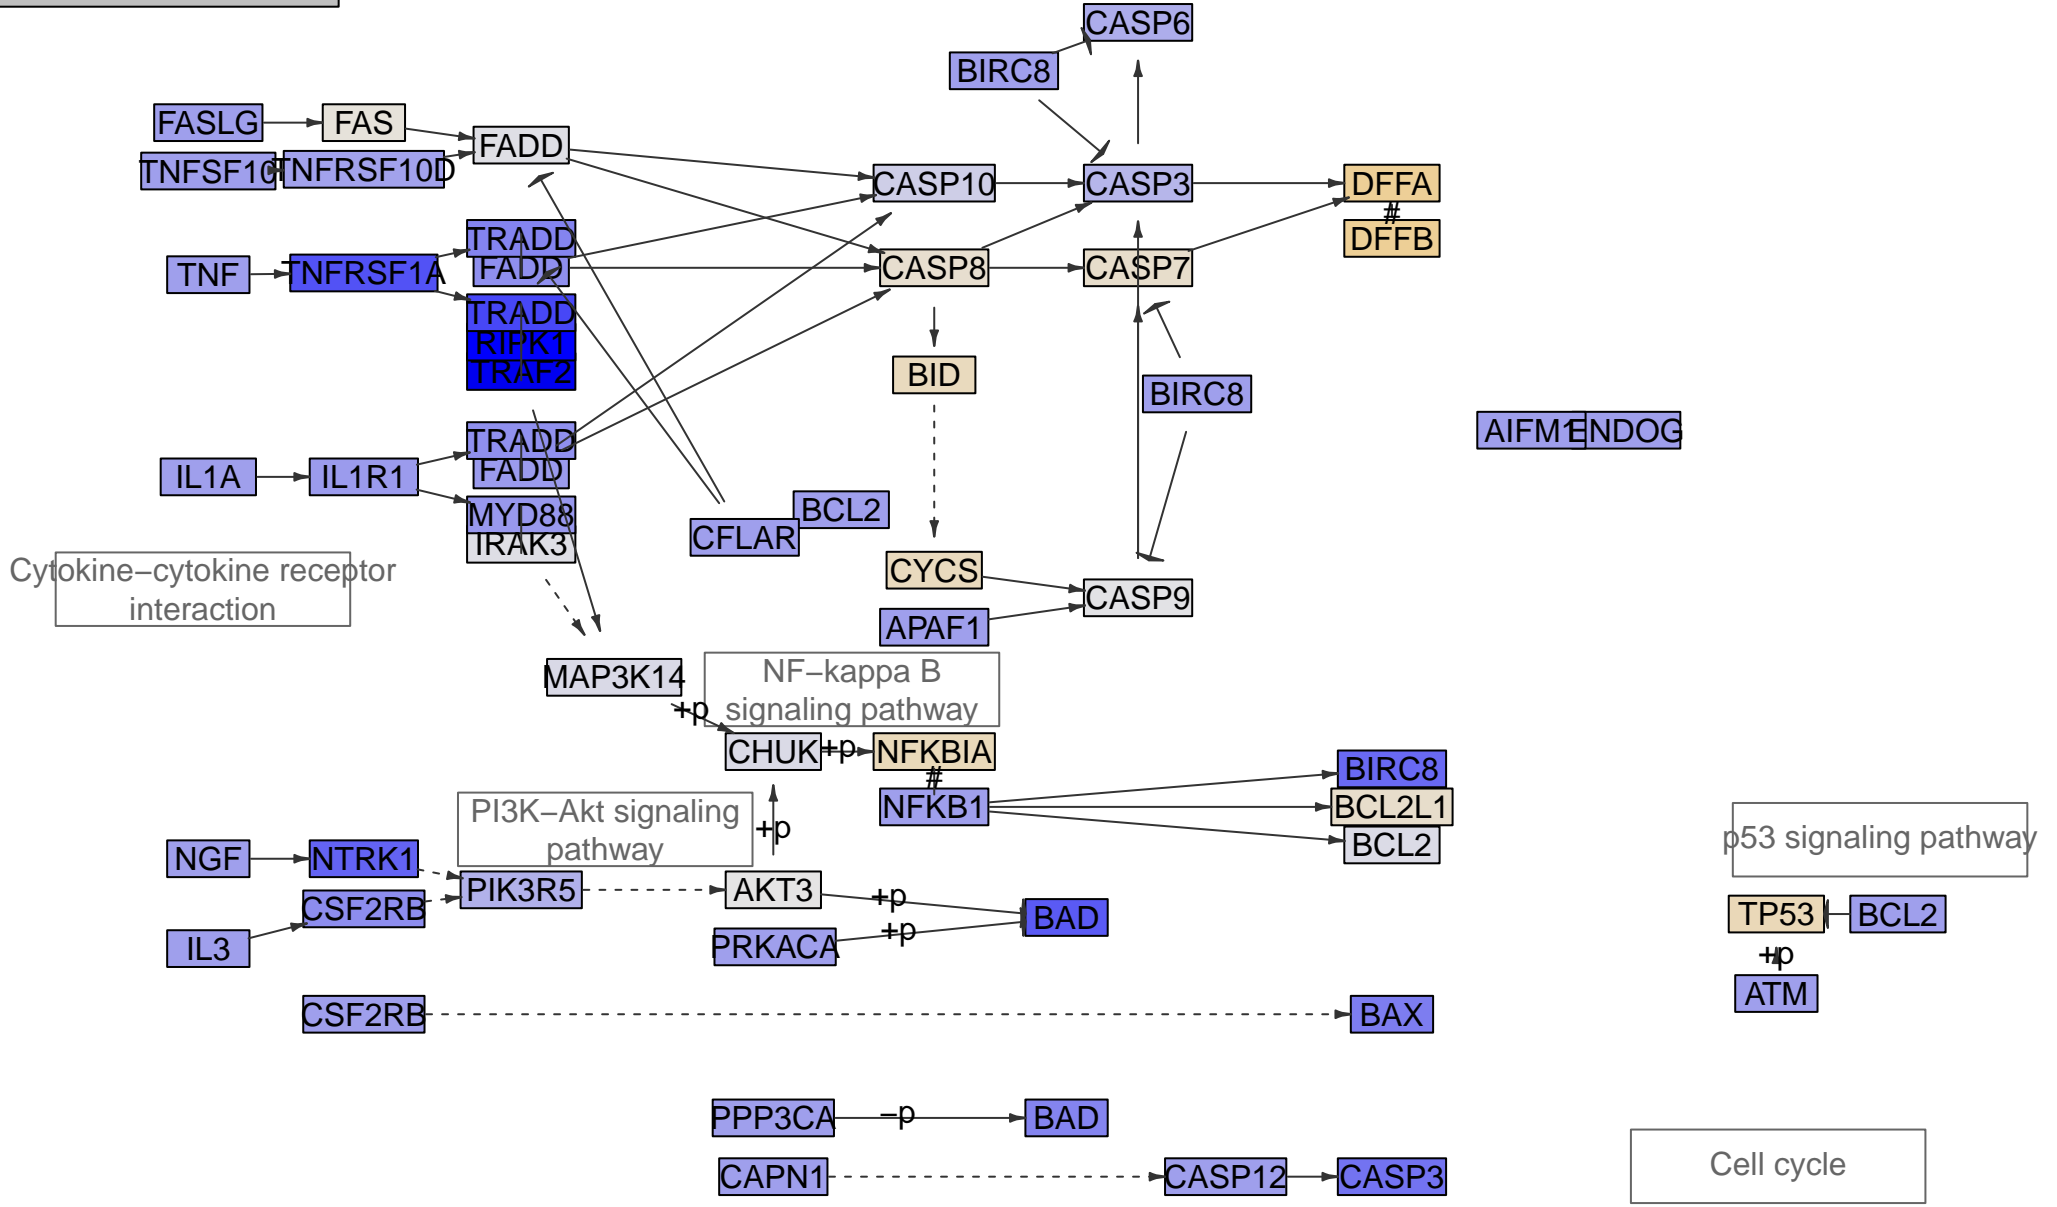 CASP6
BIRC8
FASLG
FAS
FADD
TNFSF10
TNFRSF10D
CASP10
CASP3
DFFA
#
DFFB
TRADD
FADD
TNF
TNFRSF1A
CASP8
CASP7
TRADD
RIPK1
TRAF2
BID
BIRC8
AIFM1
ENDOG
TRADD
FADD
IL1A
IL1R1
MYD88
IRAK3
BCL2
CFLAR
Cytokine–cytokine receptor
interaction
CYCS
CASP9
APAF1
MAP3K14
NF–kappa B
signaling pathway
+p
CHUK
+p
NFKBIA
#
NFKB1
BIRC8
BCL2L1
BCL2
PI3K–Akt signaling
pathway
+p
p53 signaling pathway
NGF
NTRK1
CSF2RB
PIK3R5
AKT3
+p
BAD
IL3
PRKACA
+p
TP53
BCL2
+p
ATM
CSF2RB
BAX
PPP3CA
–p
BAD
CAPN1
CASP12
CASP3
Cell cycle